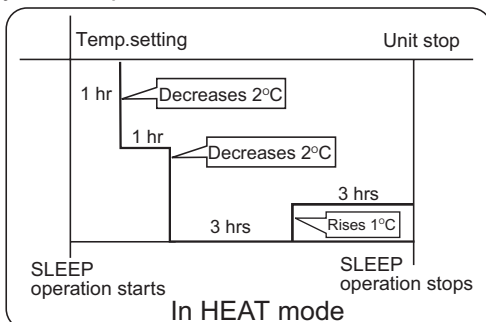 Temp.setting
Unit stop
1 hr
Decreases 2°C
1 hr
Decreases 2°C
3 hrs
3 hrs
Rises 1°C
SLEEP
operation starts
SLEEP
operation stops
In HEAT mode